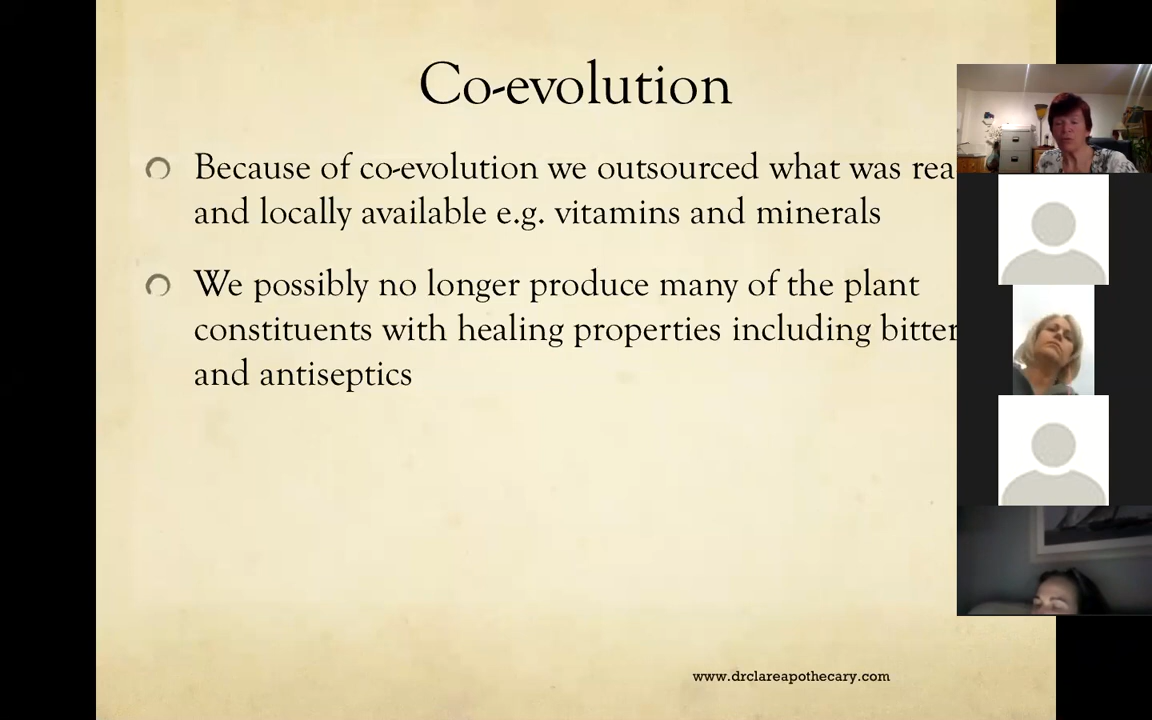 Co-evolution
Because of co-evolution we outsourced what was
and locally available e.g. vitamins and minerals
We possibly no longer produce many of the plant
constituents with healing properties including bitter
and antiseptics
www.drclareapothecary.com